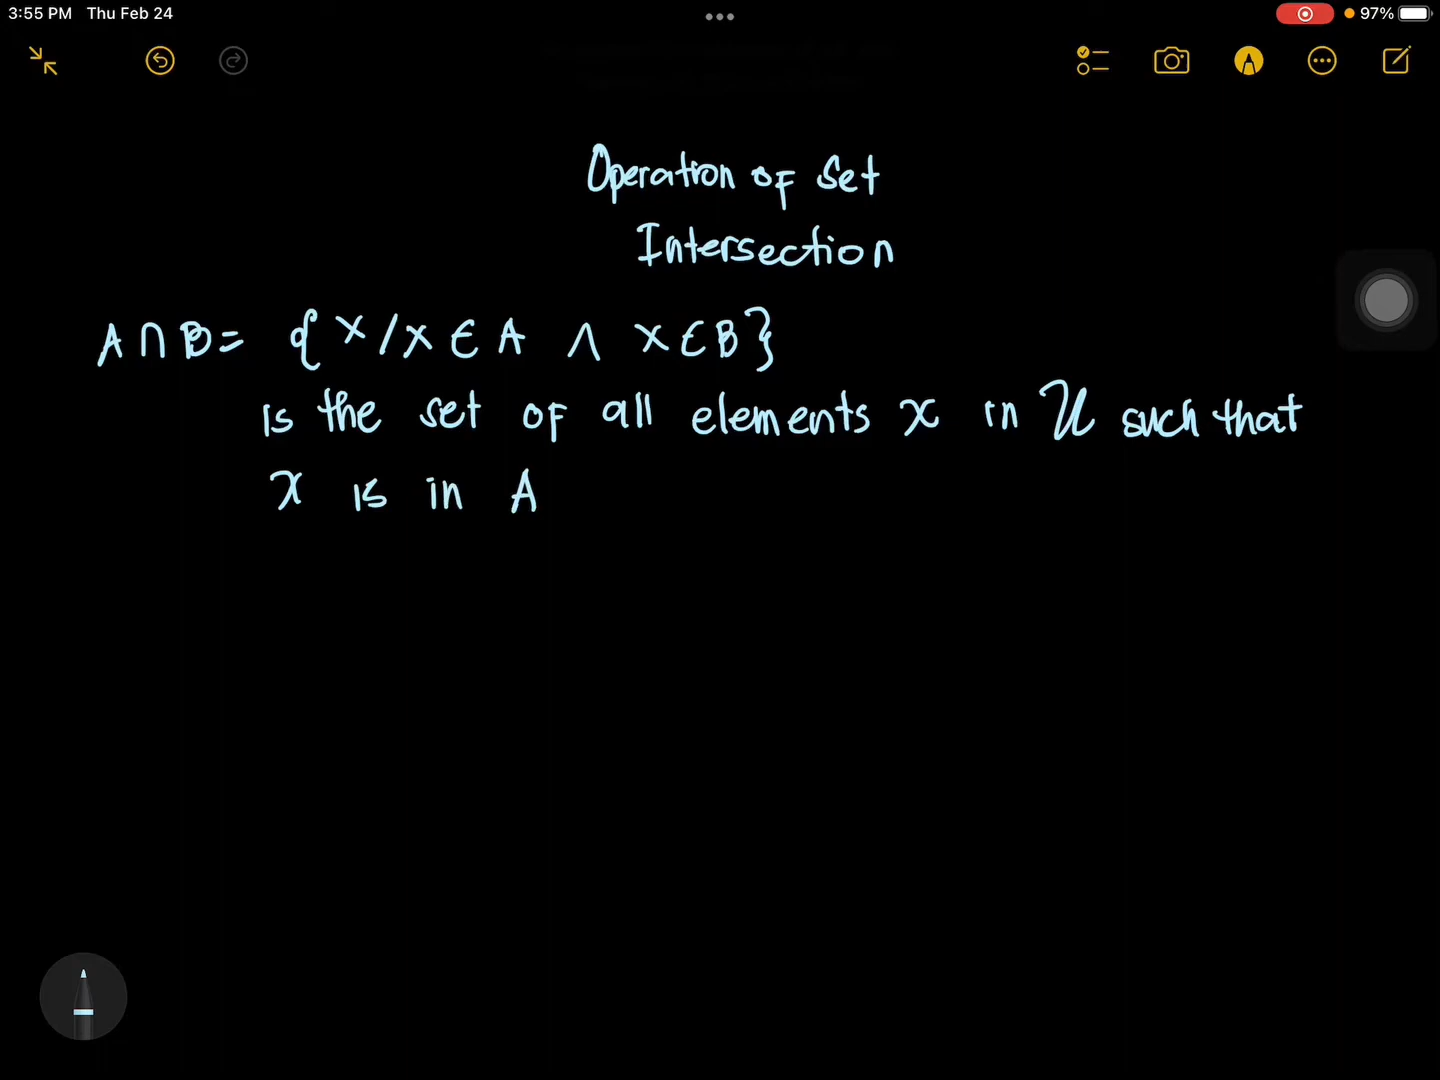 3:55 PM Thu Feb 24
97%
Operation of Set
Intersection
A ∩ B = {x/x ∈ A ∧ x ∈ B}
is the set of all elements x in U such that
x is in A